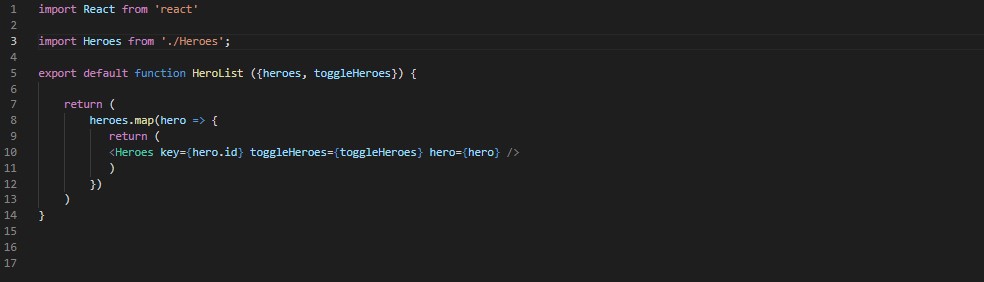 1 import React from 'react'
2
3 import Heroes from './Heroes';
4
5 export default function HeroList ({heroes, toggleHeroes}) {
6
7     return (
8         heroes.map(hero => {
9            return (
10            <Heroes key={hero.id} toggleHeroes={toggleHeroes} hero={hero} />
11            )
12         })
13     )
14 }
15
16
17